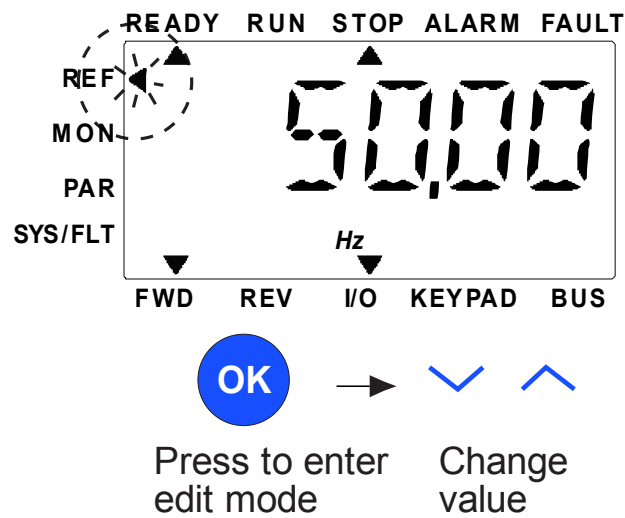 READY RUN STOP ALARM FAULT
REF
50,00
MON
PAR
SYS/FLT
Hz
FWD REV I/O KEYPAD BUS
OK
Press to enter Change
edit mode value